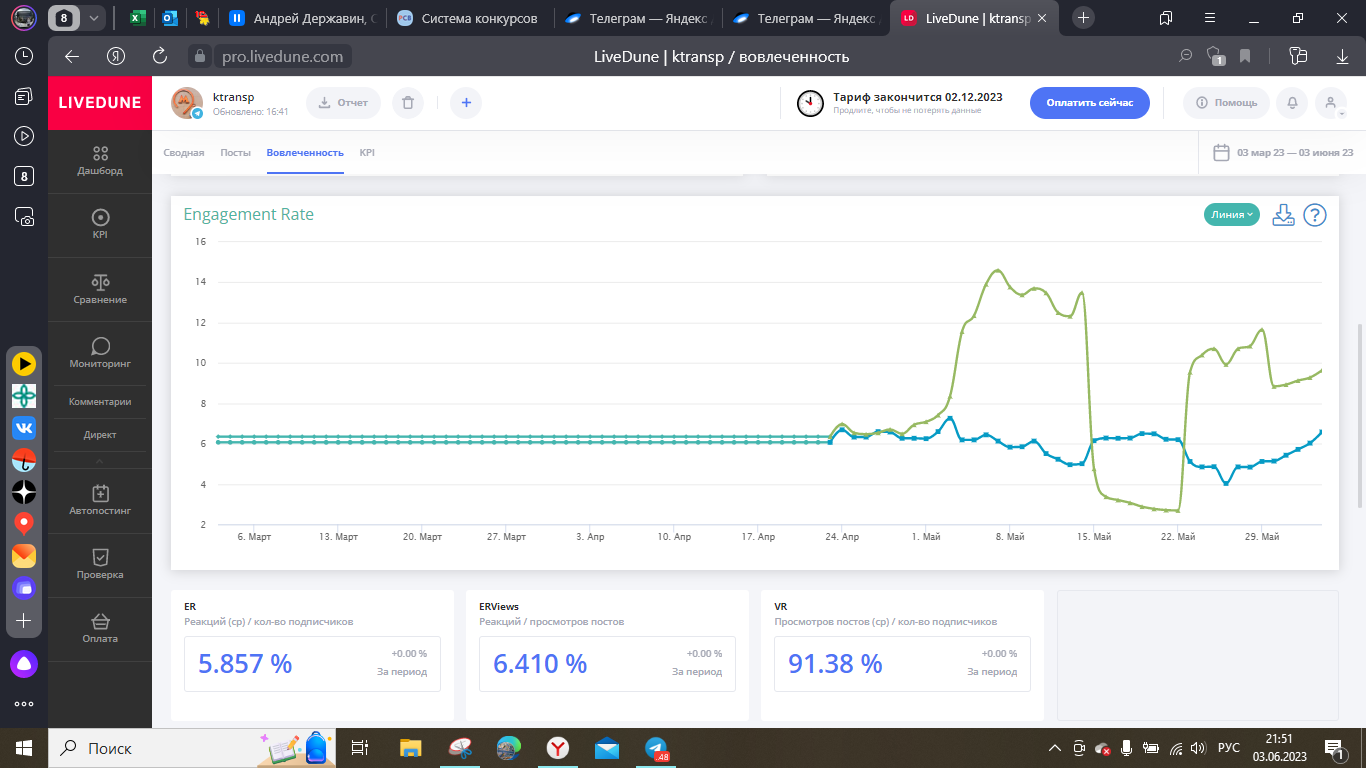 8
Андрей Державин, С
Система конкурсов
Телеграм — Яндекс
Телеграм — Яндекс
LD
LiveDune | ktransp
pro.livedune.com
LiveDune | ktransp / вовлеченность
1
LIVEDUNE
ktransp
Обновлено: 16:41
Отчет
Тариф закончится 02.12.2023
Продлите, чтобы не потерять данные
Оплатить сейчас
Помощь
Сводная
Посты
Вовлеченность
KPI
03 мар 23 — 03 июня 23
Дашборд
KPI
Сравнение
Мониторинг
Комментарии
Директ
Автопостинг
Проверка
Оплата
8
Engagement Rate
Линия
?
16
14
12
10
8
6
4
2
6. Март
13. Март
20. Март
27. Март
3. Апр
10. Апр
17. Апр
24. Апр
1. Май
8. Май
15. Май
22. Май
29. Май
ER
Реакций (ср) / кол-во подписчиков
5.857 %
+0.00 %
За период
ERViews
Реакций / просмотров постов
6.410 %
+0.00 %
За период
VR
Просмотров постов (ср) / кол-во подписчиков
91.38 %
+0.00 %
За период
Поиск
РУС
21:51
03.06.2023
1